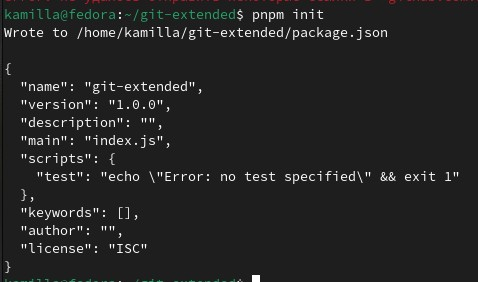 kamilla@fedora:~/git-extended$ pnpm init
Wrote to /home/kamilla/git-extended/package.json
{
  "name": "git-extended",
  "version": "1.0.0",
  "description": "",
  "main": "index.js",
  "scripts": {
    "test": "echo \"Error: no test specified\" && exit 1"
  },
  "keywords": [],
  "author": "",
  "license": "ISC"
}
kamilla@fedora:~/git-extended$